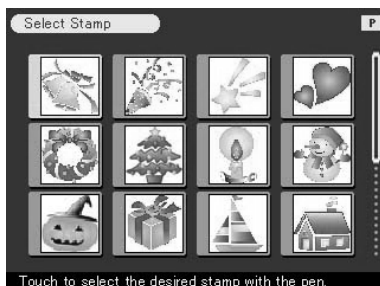 Select Stamp
P
Touch to select the desired stamp with the pen.